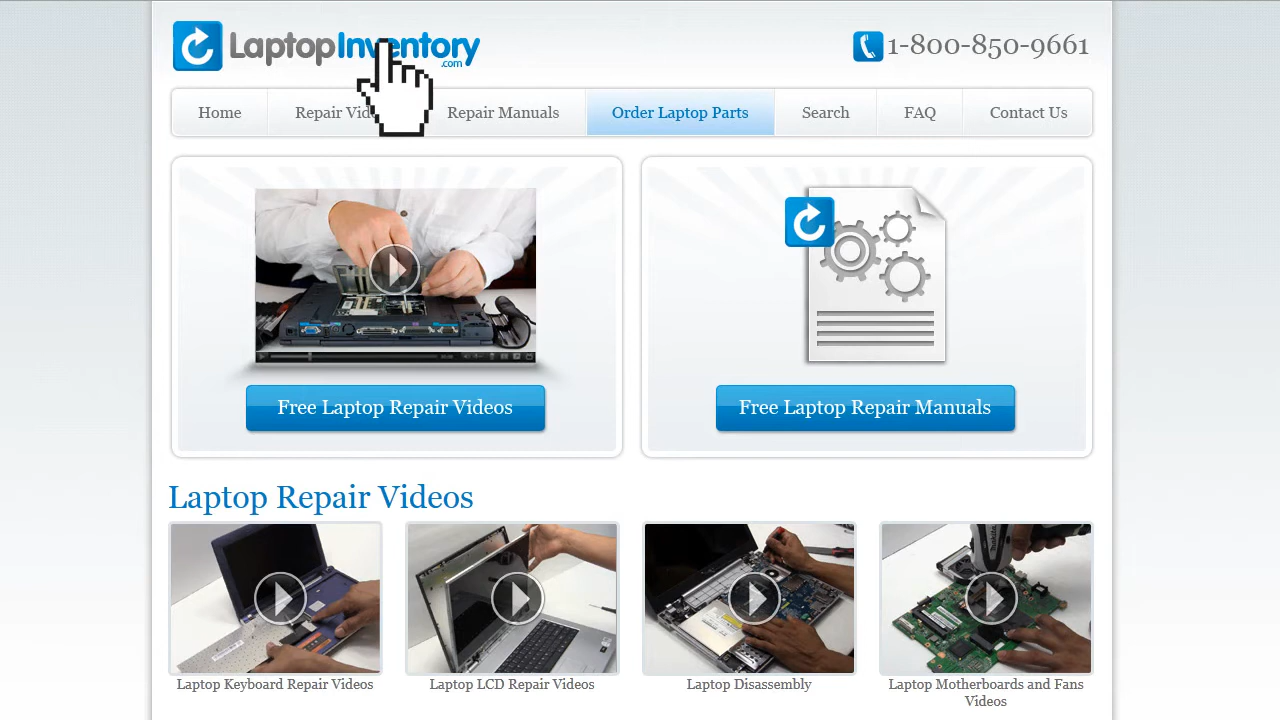 LaptopInventory
.com
1-800-850-9661
Home
Repair Vid
Repair Manuals
Order Laptop Parts
Search
FAQ
Contact Us
Free Laptop Repair Videos
Free Laptop Repair Manuals
Laptop Repair Videos
Laptop Keyboard Repair Videos
Laptop LCD Repair Videos
Laptop Disassembly
Laptop Motherboards and Fans
Videos